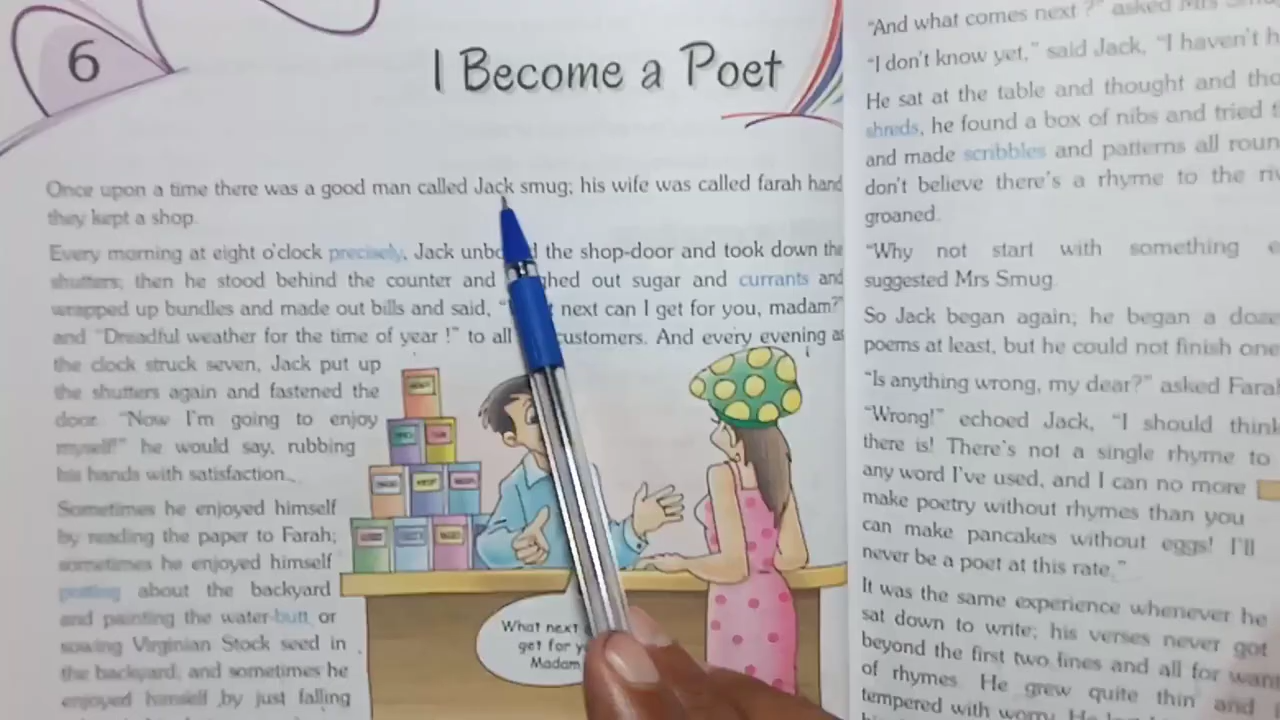 6
I Become a Poet
Once upon a time there was a good man called Jack smug; his wife was called farah hand
they kept a shop.
Every morning at eight o'clock precisely, Jack the shop-door and took down the
shutters; then he stood behind the counter and out sugar and currants and
wrapped up bundles and made out bills and said, next can I get for you, madam?"
and "Dreadful weather for the time of year !" to all customers. And every evening as
the clock struck seven, Jack put up
the shutters again and fastened the
door. "Now I'm going to enjoy
myself!" he would say, rubbing
his hands with satisfaction.
Sometimes he enjoyed himself
by reading the paper to Farah;
sometimes he enjoyed himself
about the backyard
and painting the water-butt or
sowing Virginian Stock seed in
the backyard; and sometimes he
enjoyed himself by just falling
What next
get for
Madam
"And what comes next ?" asked Mrs
"I don't know yet," said Jack, "I haven't
He sat at the table and thought and
shreds, he found a box of nibs and tried
and made scribbles and patterns all
don't believe there's a rhyme to the
groaned.
"Why not start with something
suggested Mrs Smug.
So Jack began again; he began a
poems at least, but he could not finish one
"Is anything wrong, my dear?" asked
"Wrong!" echoed Jack, "I should think
there is! There's not a single rhyme to
any word I've used, and I can no more
make poetry without rhymes than you
can make pancakes without eggs! I'll
never be a poet at this rate."
It was the same experience whenever he
sat down to write; his verses never got
beyond the first two lines and all for
of rhymes. He grew quite thin and
tempered with worry. He